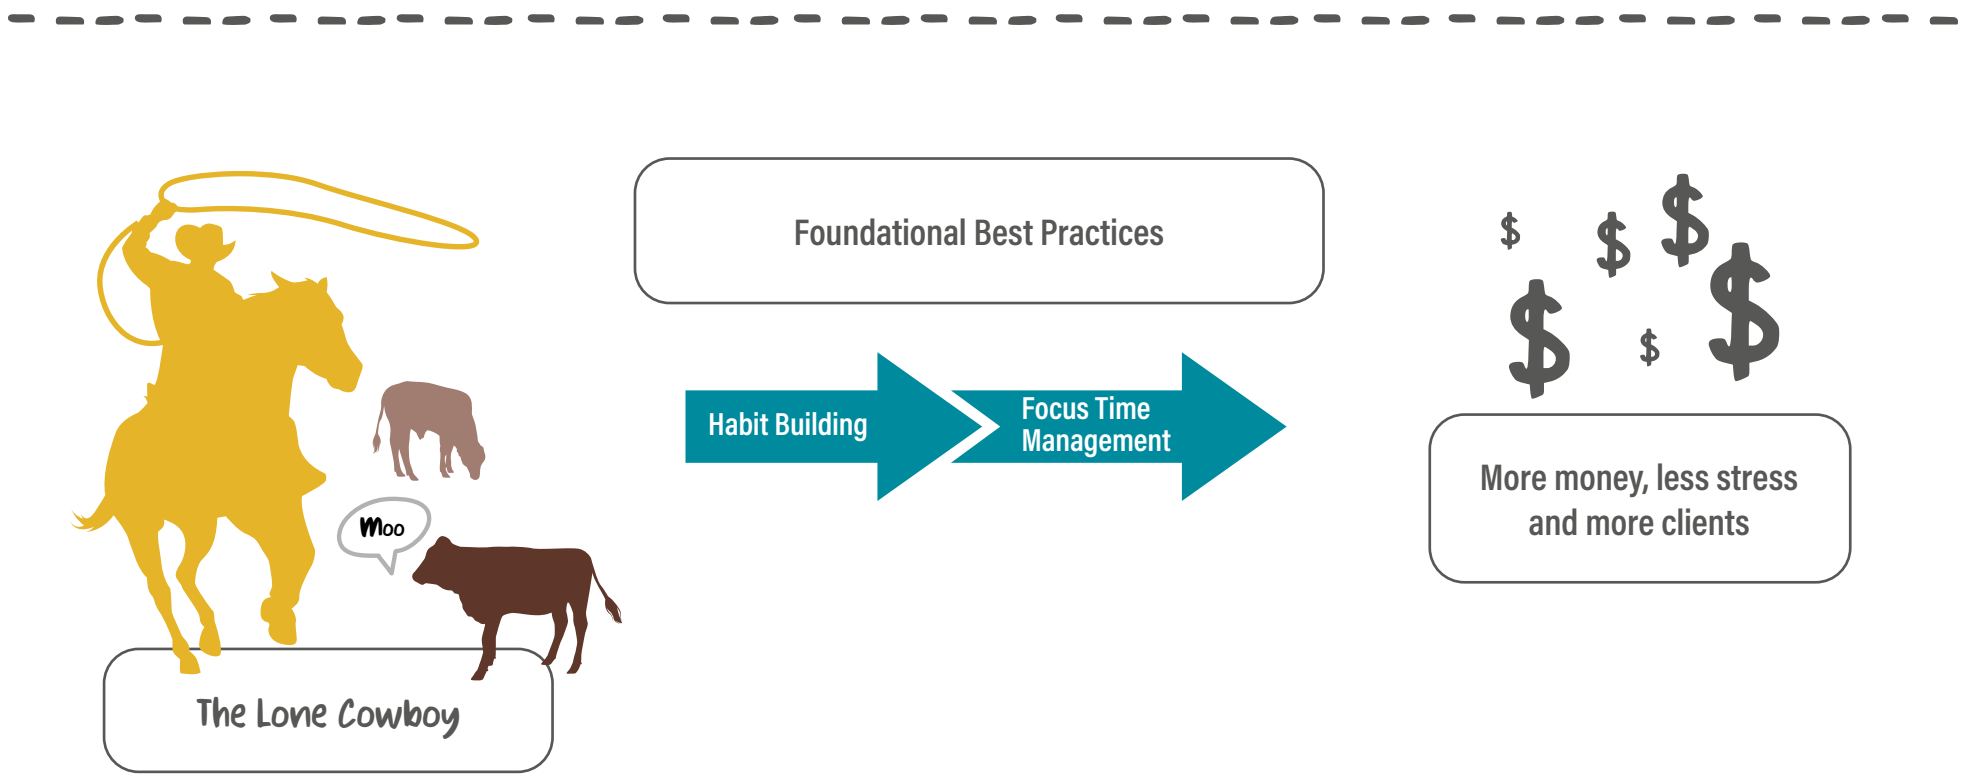 Foundational Best Practices
Habit Building
Focus Time
Management
$ $ $ $ $ $
More money, less stress
and more clients
Moo
The Lone Cowboy